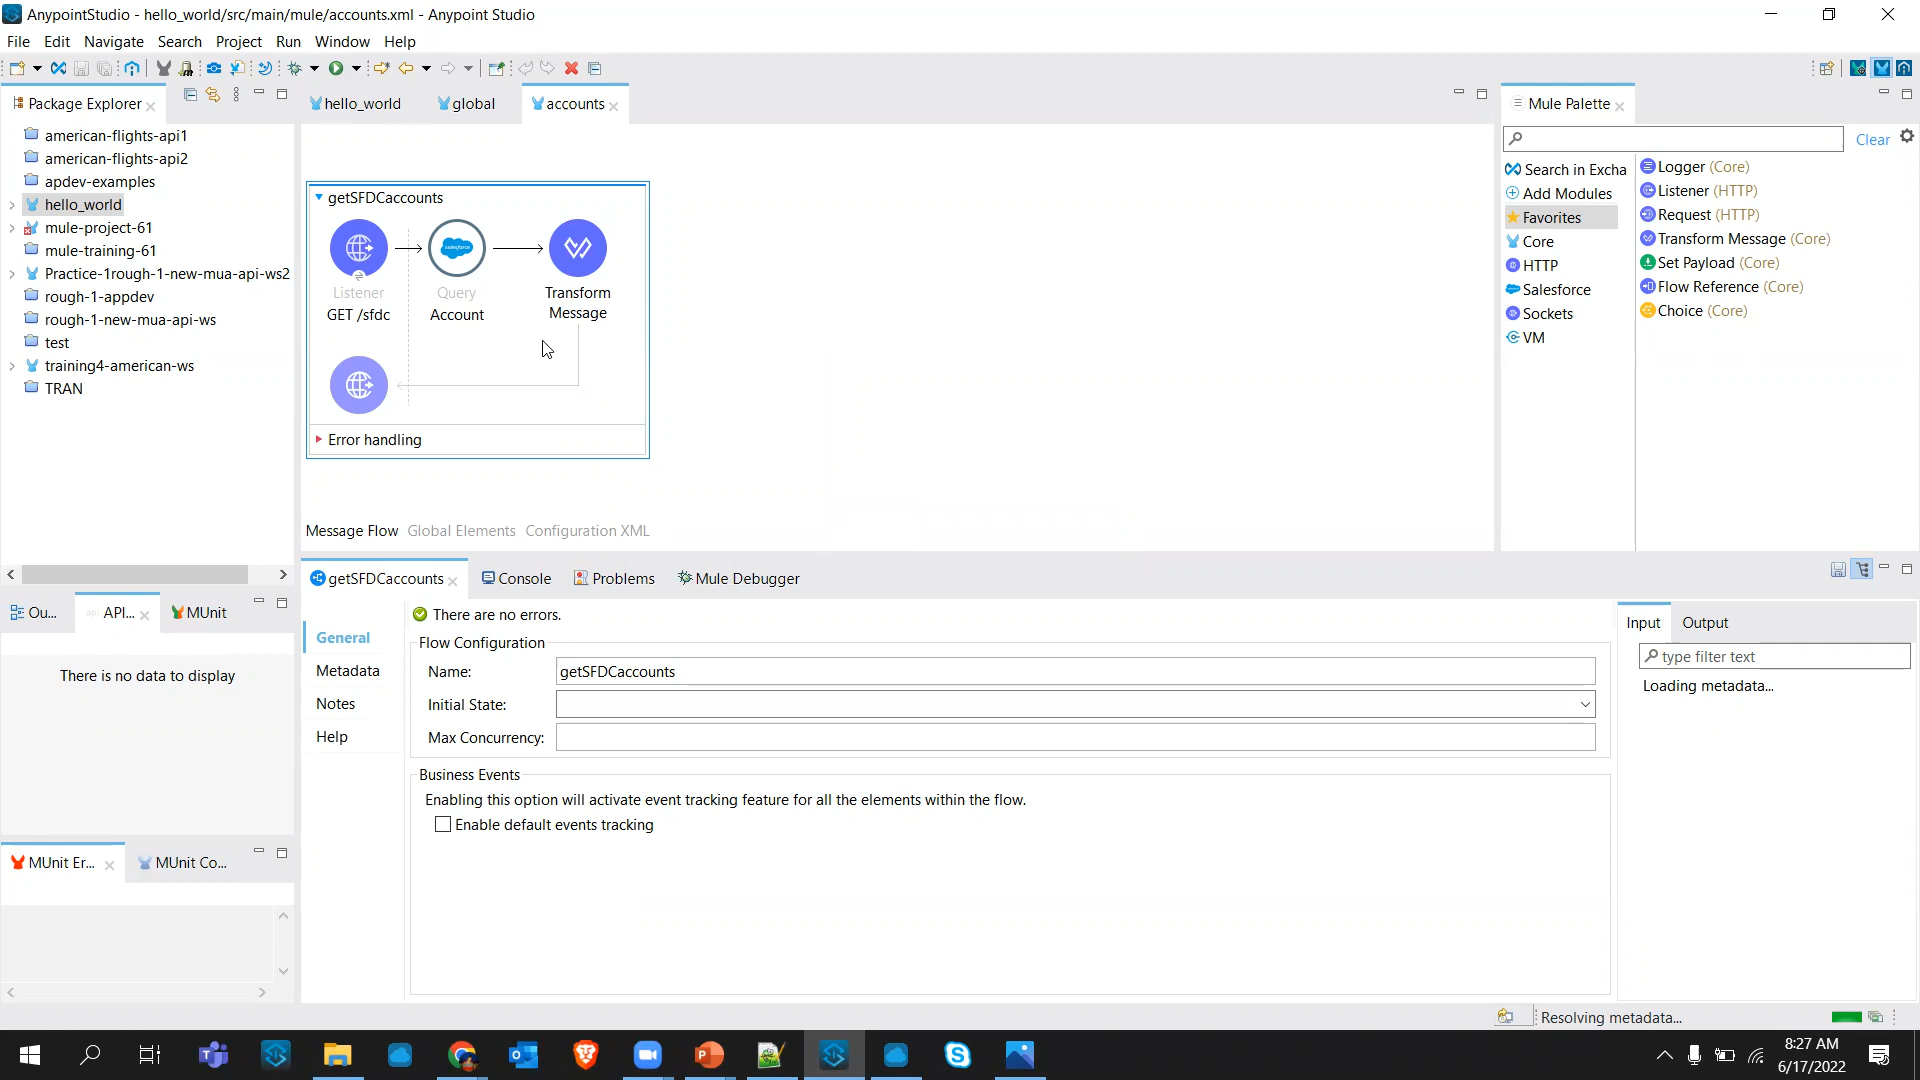 AnypointStudio - hello_world/src/main/mule/accounts.xml - Anypoint Studio
File Edit Navigate Search Project Run Window Help
Package Explorer
hello_world global accounts
Mule Palette
american-flights-api1
american-flights-api2
apdev-examples
hello_world
mule-project-61
mule-training-61
Practice-1rough-1-new-mua-api-ws2
rough-1-appdev
rough-1-new-mua-api-ws
test
training4-american-ws
TRAN
getSFDCaccounts
salesforce
Listener
GET /sfdc
Query
Account
Transform
Message
Error handling
Message Flow Global Elements Configuration XML
Clear
Search in Excha
Add Modules
Favorites
Core
HTTP
Salesforce
Sockets
VM
Logger (Core)
Listener (HTTP)
Request (HTTP)
Transform Message (Core)
Set Payload (Core)
Flow Reference (Core)
Choice (Core)
Ou... API... MUnit
There is no data to display
MUnit Er... MUnit Co...
getSFDCaccounts Console Problems Mule Debugger
There are no errors.
General
Metadata
Notes
Help
Flow Configuration
Name: getSFDCaccounts
Initial State:
Max Concurrency:
Business Events
Enabling this option will activate event tracking feature for all the elements within the flow.
Enable default events tracking
Input Output
type filter text
Loading metadata...
Resolving metadata...
8:27 AM
6/17/2022